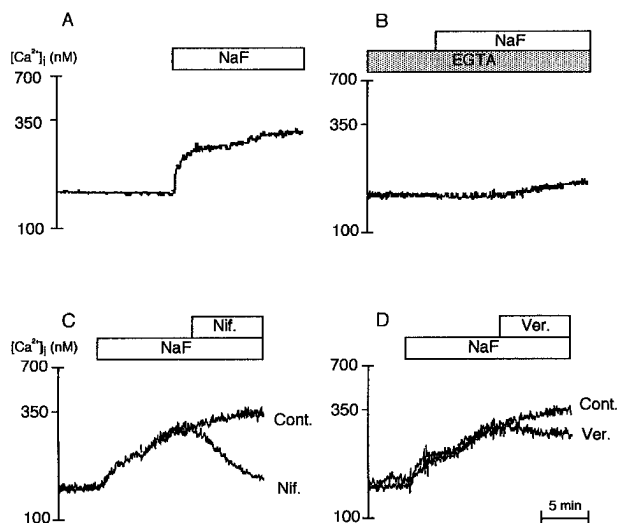 A
[Ca²⁺]i (nM)
NaF
700
350
100
B
NaF
EGTA
700
350
100
C
[Ca²⁺]i (nM)
Nif.
NaF
700
350
100
Cont.
Nif.
D
Ver.
NaF
700
350
100
Cont.
Ver.
5 min